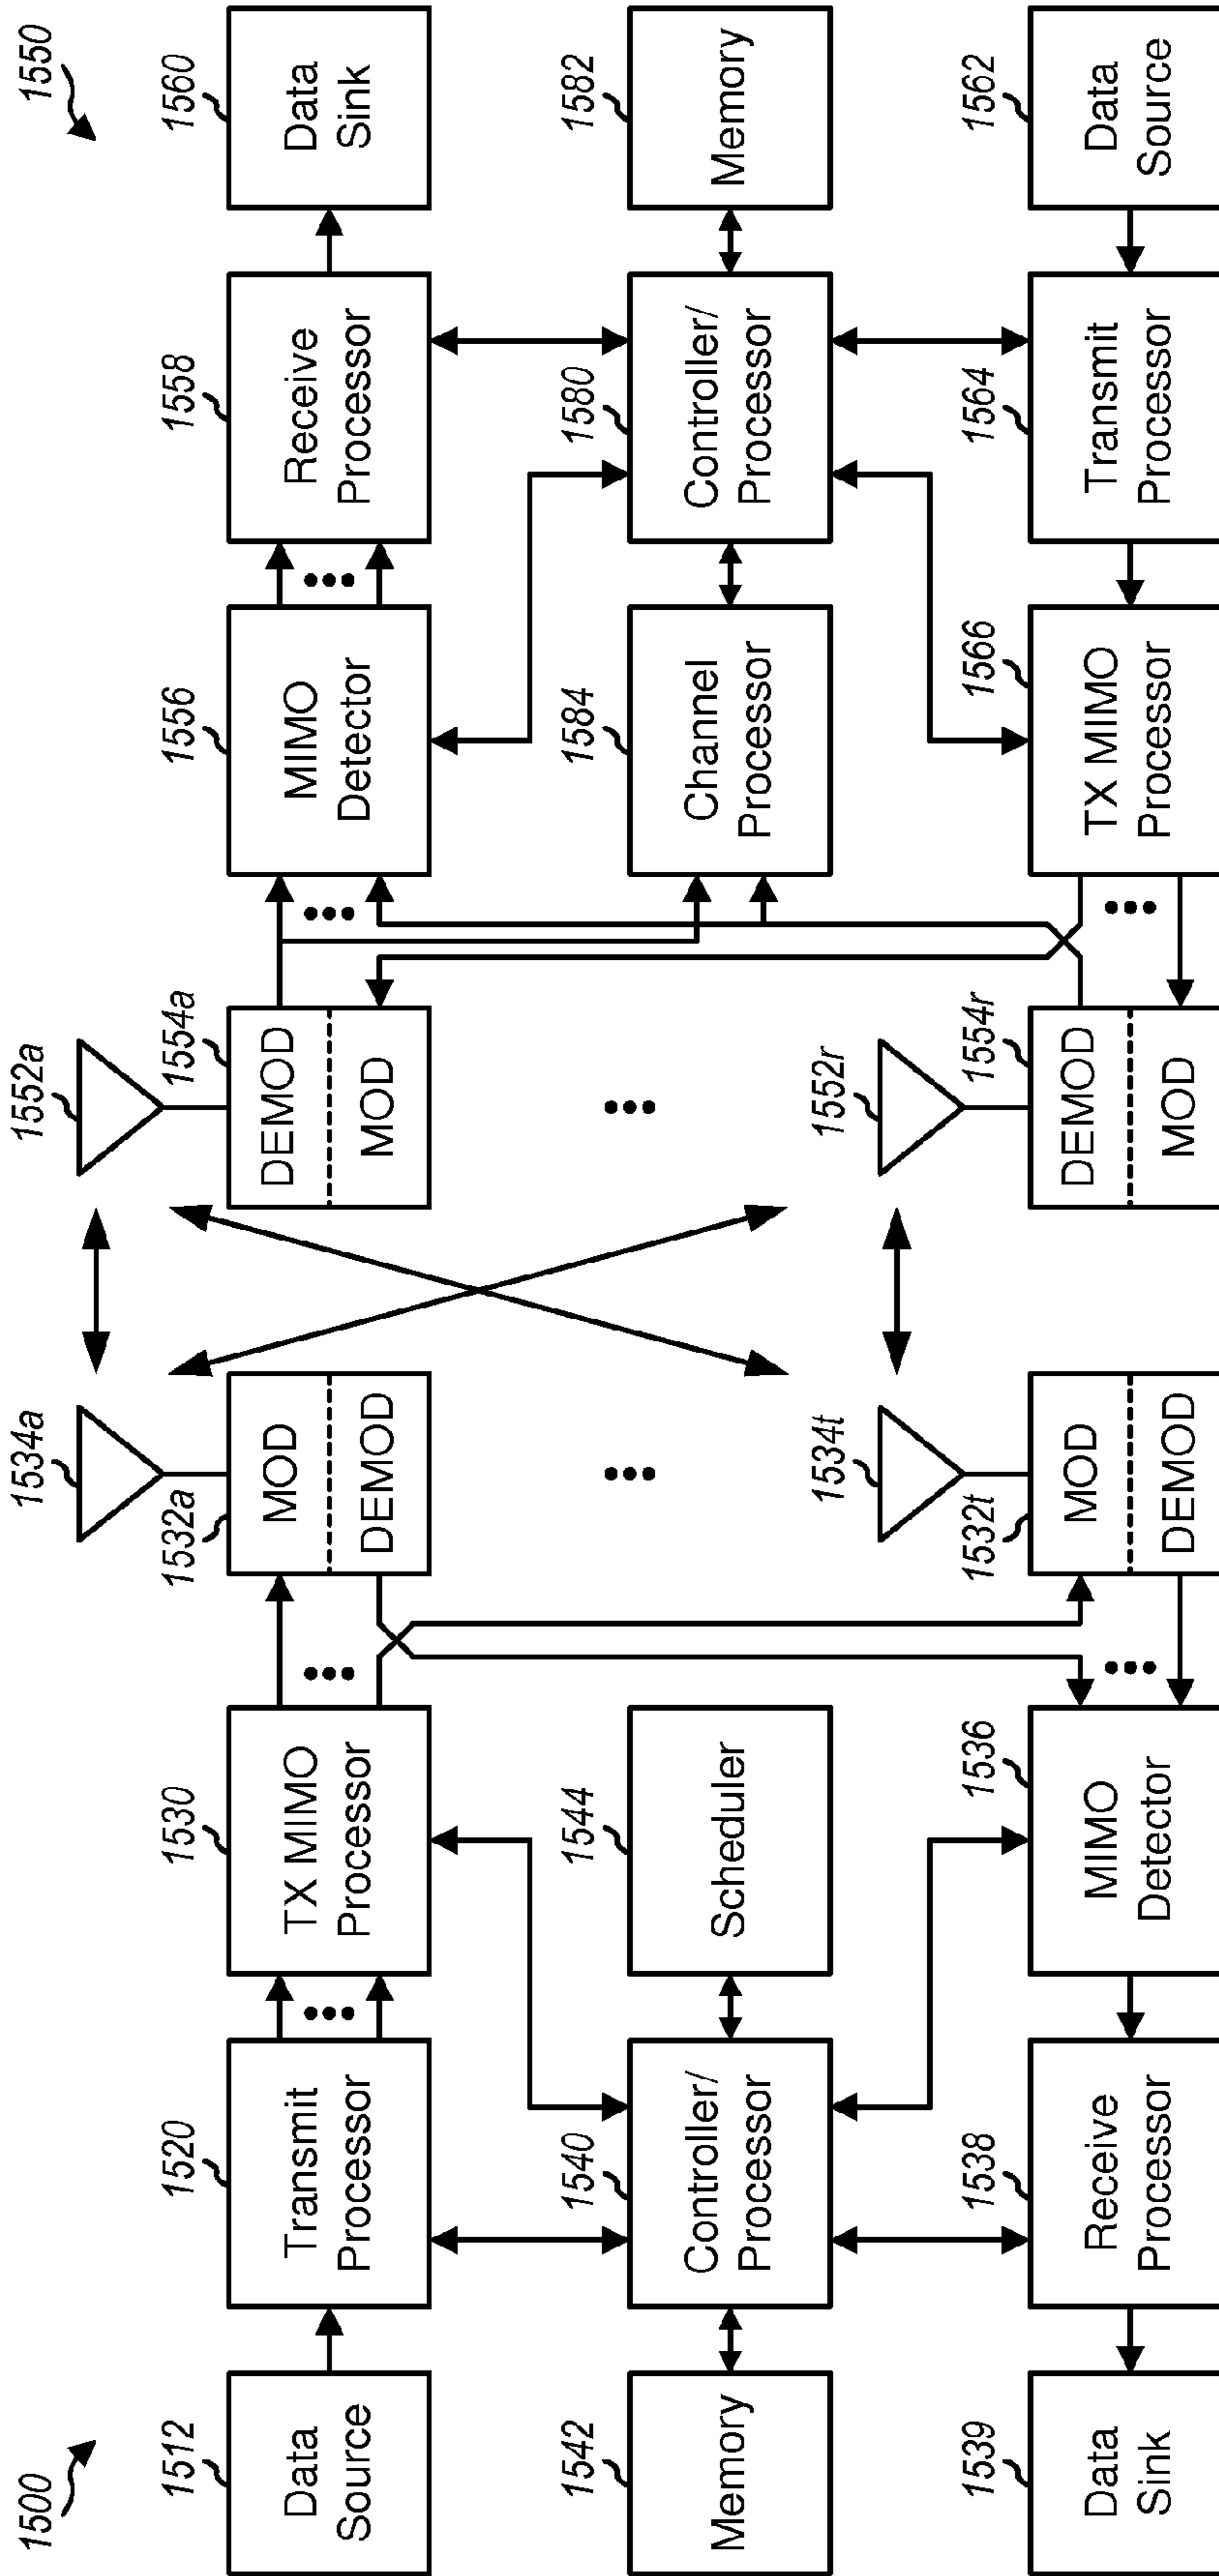 1500
1512
Data
Source
1520
Transmit
Processor
1530
TX MIMO
Processor
1534a
1532a
MOD
DEMOD
1552a
1554a
DEMOD
MOD
1556
MIMO
Detector
1558
Receive
Processor
1550
1560
Data
Sink
1542
Memory
1540
Controller/
Processor
1544
Scheduler
1584
Channel
Processor
1580
Controller/
Processor
1582
Memory
1539
Data
Sink
1538
Receive
Processor
1536
MIMO
Detector
1534t
1532t
MOD
DEMOD
1552r
1554r
DEMOD
MOD
1566
TX MIMO
Processor
1564
Transmit
Processor
1562
Data
Source